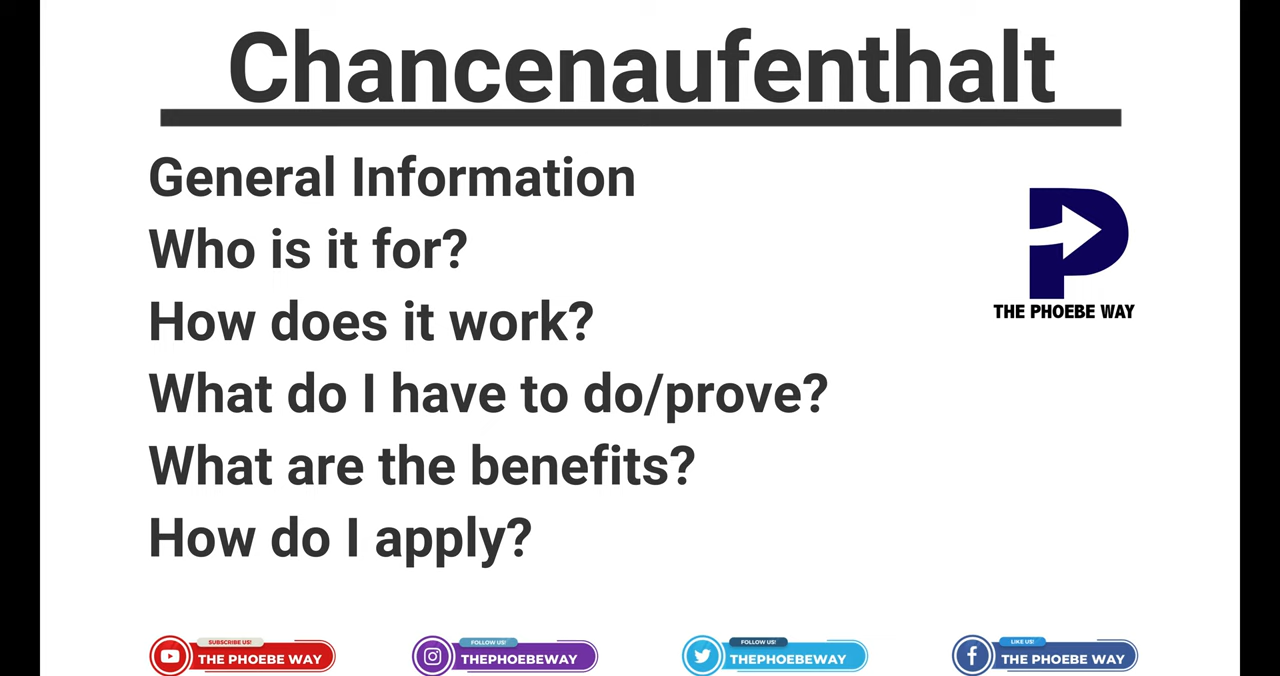 Chancenaufenthalt
General Information
Who is it for?
How does it work?
What do I have to do/prove?
What are the benefits?
How do I apply?
THE PHOEBE WAY
SUBSCRIBE US!
THE PHOEBE WAY
FOLLOW US!
THEPHOEBEWAY
FOLLOW US!
THEPHOEBEWAY
LIKE US!
THE PHOEBE WAY